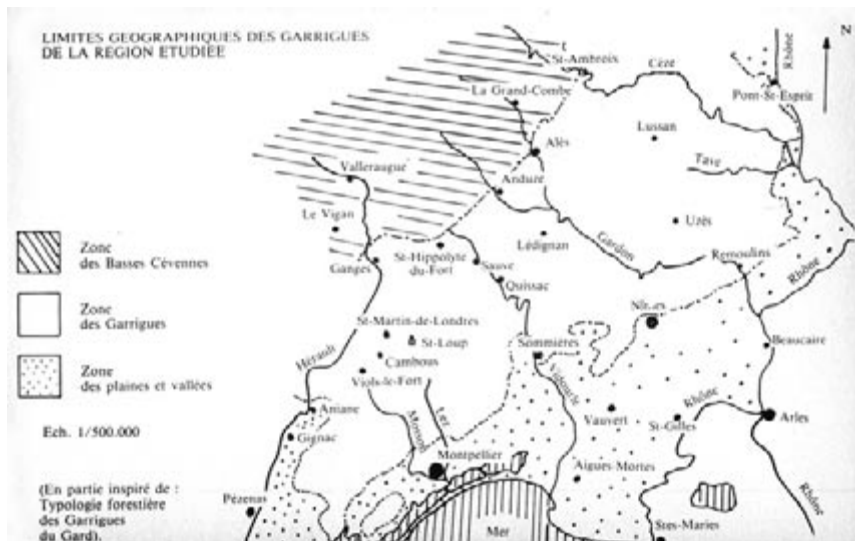 LIMITES GEOGRAPHIQUES DES GARRIGUES
DE LA REGION ETUDIEE
N
St-Ambroix
Cèze
Rhône
La Grand-Combe
Pont-St-Esprit
Lussan
Alès
Tave
Valleraugue
Anduze
Le Vigan
Uzès
Lédignan
Gardon
Zone
des Basses Cévennes
St-Hippolyte
du-Fort
Remoulins
Ganges
Sauve
Quissac
Rhône
Zone
des Garrigues
St-Martin-de-Londres
St-Loup
Sommières
Beaucaire
Hérault
Cambous
Zone
des plaines et vallées
Viols-le-Fort
Vidourle
Rhône
Aniane
Vauvert
St-Gilles
Arles
Ech. 1/500.000
Gignac
Mosson
Lez
Montpellier
Aigues-Mortes
Rhône
(En partie inspiré de :
Typologie forestière
des Garrigues
du Gard).
Pézenas
Mer
Stes-Maries